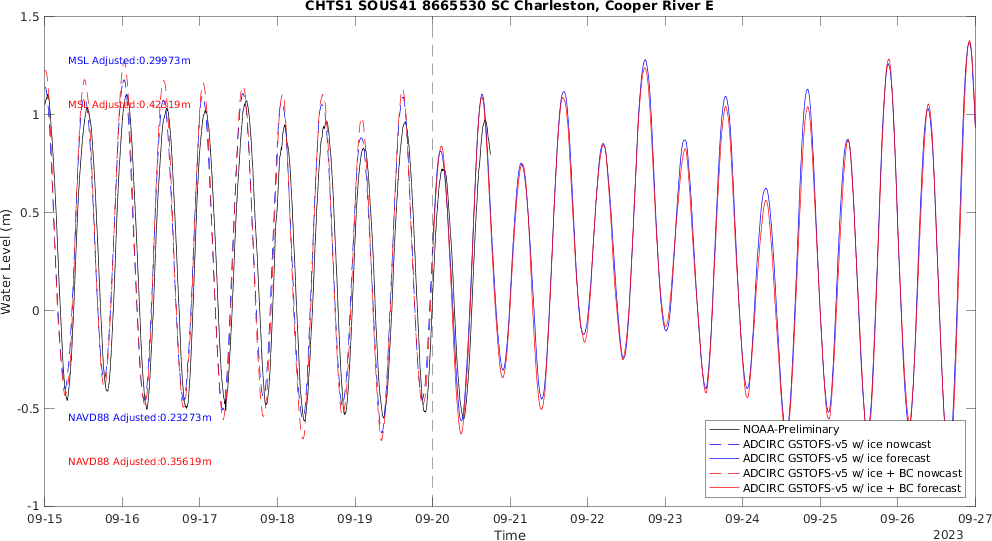 CHTS1 SOUS41 8665530 SC Charleston, Cooper River E
1.5
MSL Adjusted:0.29973m
MSL Adjusted:0.42319m
1
0.5
Water Level (m)
0
-0.5
NAVD88 Adjusted:0.23273m
NAVD88 Adjusted:0.35619m
-1
NOAA-Preliminary
ADCIRC GSTOFS-v5 w/ ice nowcast
ADCIRC GSTOFS-v5 w/ ice forecast
ADCIRC GSTOFS-v5 w/ ice + BC nowcast
ADCIRC GSTOFS-v5 w/ ice + BC forecast
09-15 09-16 09-17 09-18 09-19 09-20 09-21 09-22 09-23 09-24 09-25 09-26 09-27
Time
2023